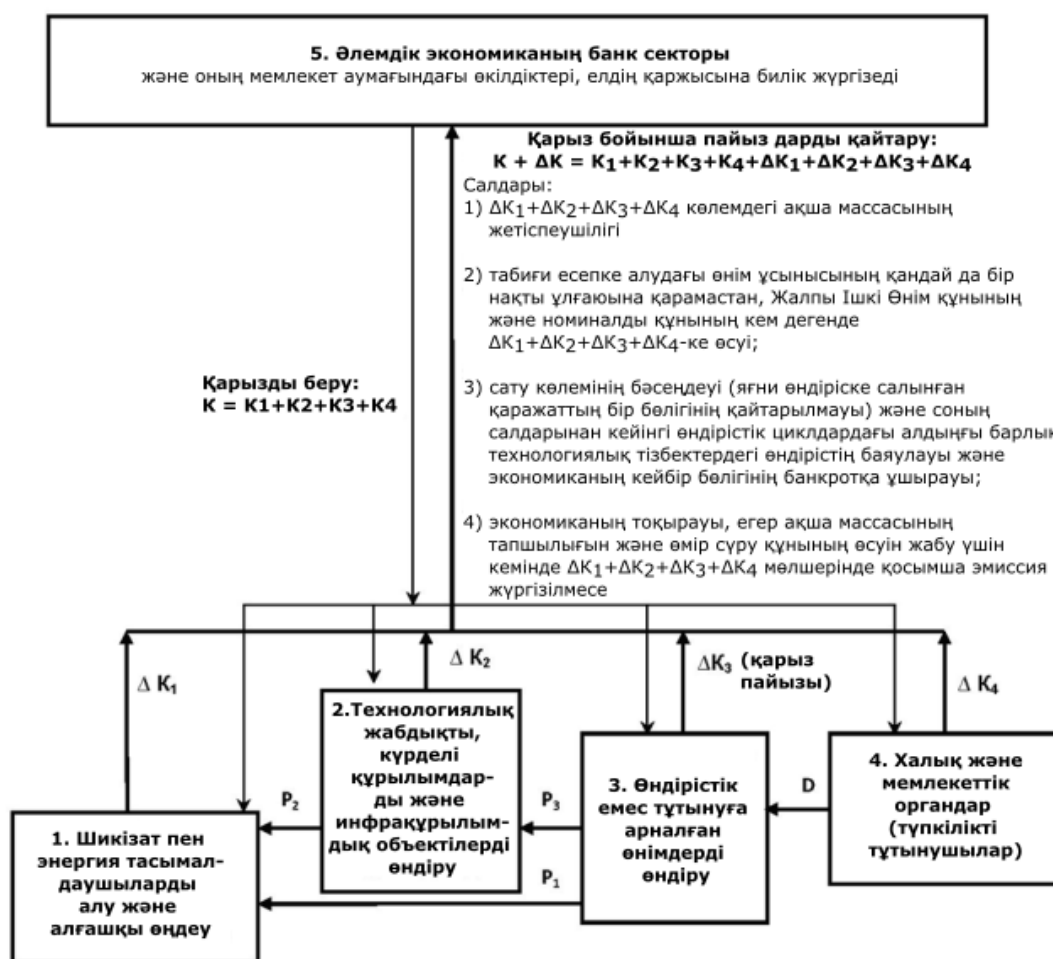 5. Әлемдік экономиканың банк секторы
және оның мемлекет аумағындағы өкілдіктері, елдің қаржысына билік жүргізеді
Қарыз бойынша пайыз дарды қайтару:
K + ΔK = K₁+K₂+K₃+K₄+ΔK₁+ΔK₂+ΔK₃+ΔK₄
Салдары:
1) ΔK₁+ΔK₂+ΔK₃+ΔK₄ көлемдегі ақша массасының
жетіспеушілігі
2) табиғи есепке алудағы өнім ұсынысының қандай да бір
нақты ұлғаюына қарамастан, Жалпы Ішкі Өнім құнының
және номиналды құнының кем дегенде
ΔK₁+ΔK₂+ΔK₃+ΔK₄-ке өсуі;
3) сату көлемінің бәсеңдеуі (яғни өндіріске салынған
қаражаттың бір бөлігінің қайтарылмауы) және соның
салдарынан кейінгі өндірістік циклдардағы алдыңғы барлық
технологиялық тізбектердегі өндірістің баяулауы және
экономиканың кейбір бөлігінің банкротқа ұшырауы;
4) экономиканың тоқырауы, егер ақша массасының
тапшылығын және өмір сүру құнының өсуін жабу үшін
кемінде ΔK₁+ΔK₂+ΔK₃+ΔK₄ мөлшерінде қосымша эмиссия
жүргізілмесе
Қарызды беру:
K = K1+K2+K3+K4
Δ K₁
Δ K₂
ΔK₃ (қарыз
пайызы)
Δ K₄
1. Шикізат пен
энергия тасымал-
даушыларды
алу және
алғашқы өңдеу
P₂
2.Технологиялық
жабдықты,
күрделі
құрылымдар-
ды және
инфрақұрылым-
дық объектілерді
өндіру
P₃
P₁
3. Өндірістік
емес тұтынуға
арналған
өнімдерді
өндіру
D
4. Халық және
мемлекеттік
органдар
(түпкілікті
тұтынушылар)